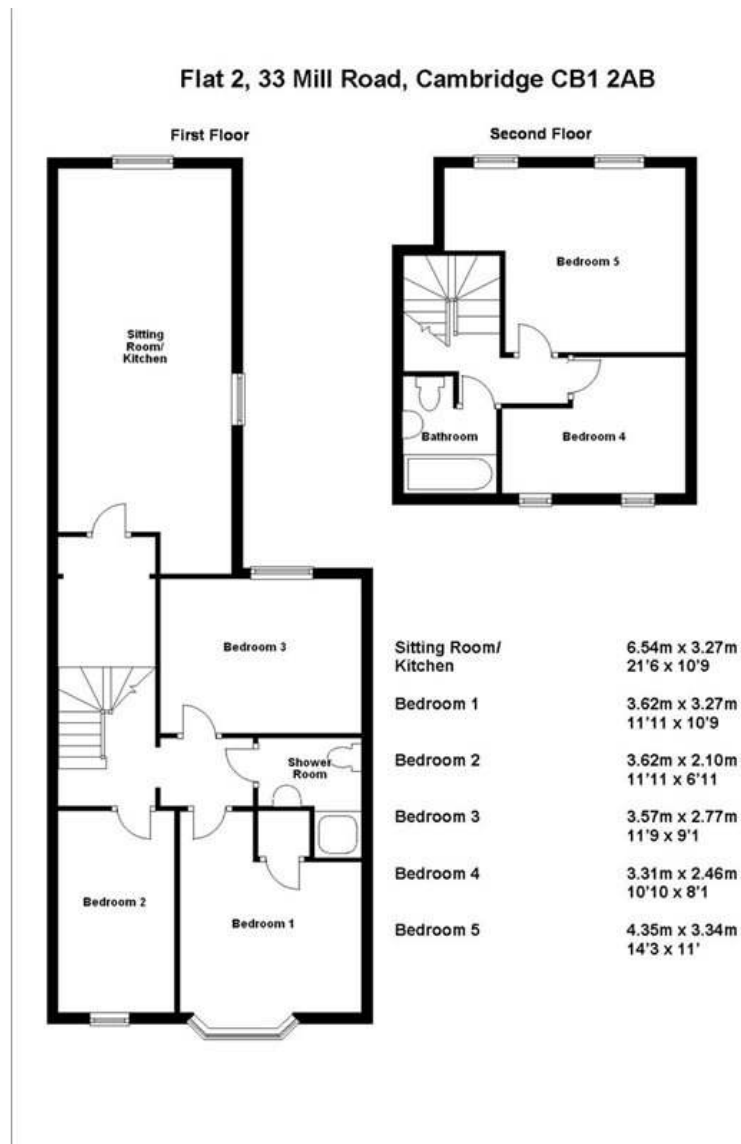 Flat 2, 33 Mill Road, Cambridge CB1 2AB
First Floor
Second Floor
Sitting
Room/
Kitchen
Bedroom 3
Shower
Room
Bedroom 2
Bedroom 1
Bedroom 5
Bathroom
Bedroom 4
Sitting Room/ 6.54m x 3.27m
Kitchen 21'6 x 10'9
Bedroom 1 3.62m x 3.27m
11'11 x 10'9
Bedroom 2 3.62m x 2.10m
11'11 x 6'11
Bedroom 3 3.57m x 2.77m
11'9 x 9'1
Bedroom 4 3.31m x 2.46m
10'10 x 8'1
Bedroom 5 4.35m x 3.34m
14'3 x 11'